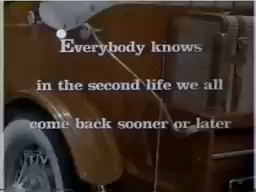 Everybody knows
in the second life we all
come back sooner or later